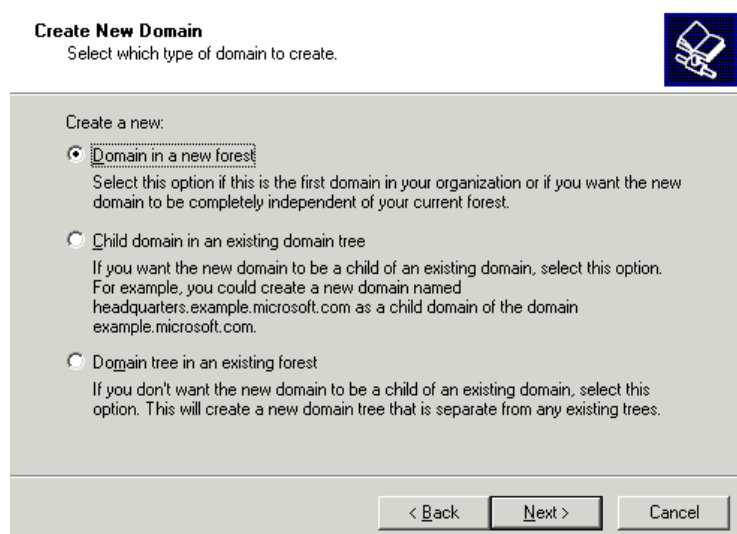 Create New Domain
Select which type of domain to create.
Create a new:
Domain in a new forest
Select this option if this is the first domain in your organization or if you want the new
domain to be completely independent of your current forest.
Child domain in an existing domain tree
If you want the new domain to be a child of an existing domain, select this option.
For example, you could create a new domain named
headquarters.example.microsoft.com as a child domain of the domain
example.microsoft.com.
Domain tree in an existing forest
If you don't want the new domain to be a child of an existing domain, select this
option. This will create a new domain tree that is separate from any existing trees.
< Back Next > Cancel